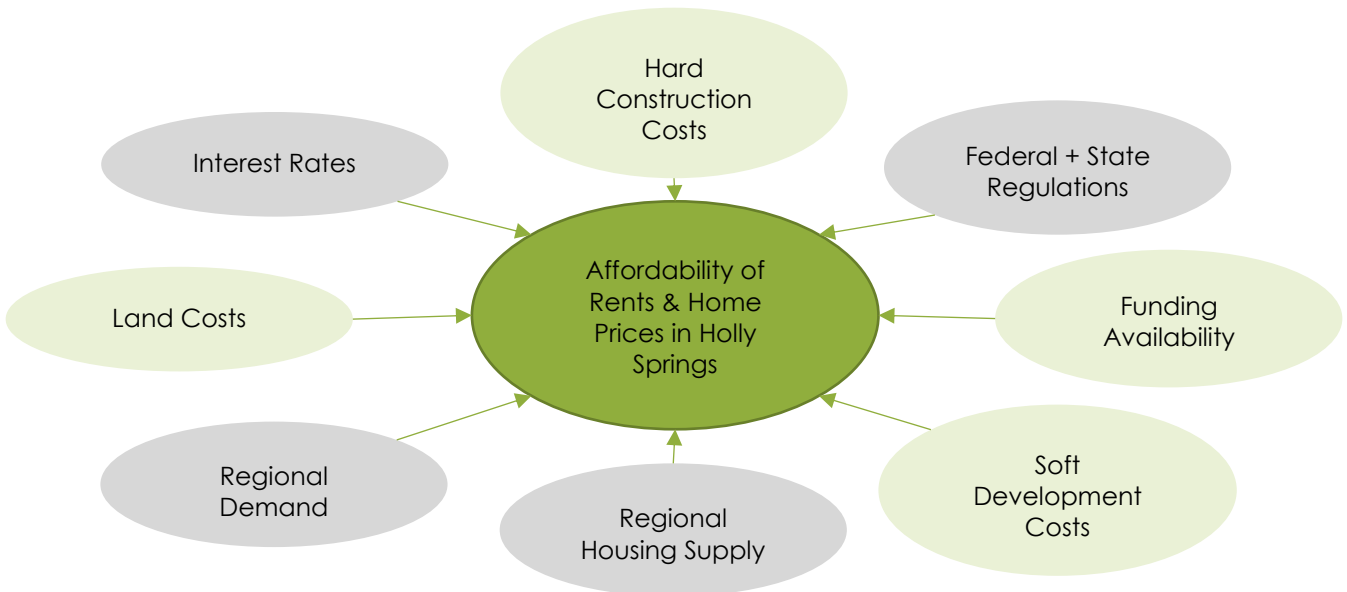 Hard
Construction
Costs
Interest Rates
Federal + State
Regulations
Affordability of
Rents & Home
Prices in Holly
Springs
Land Costs
Funding
Availability
Regional
Demand
Regional
Housing Supply
Soft
Development
Costs